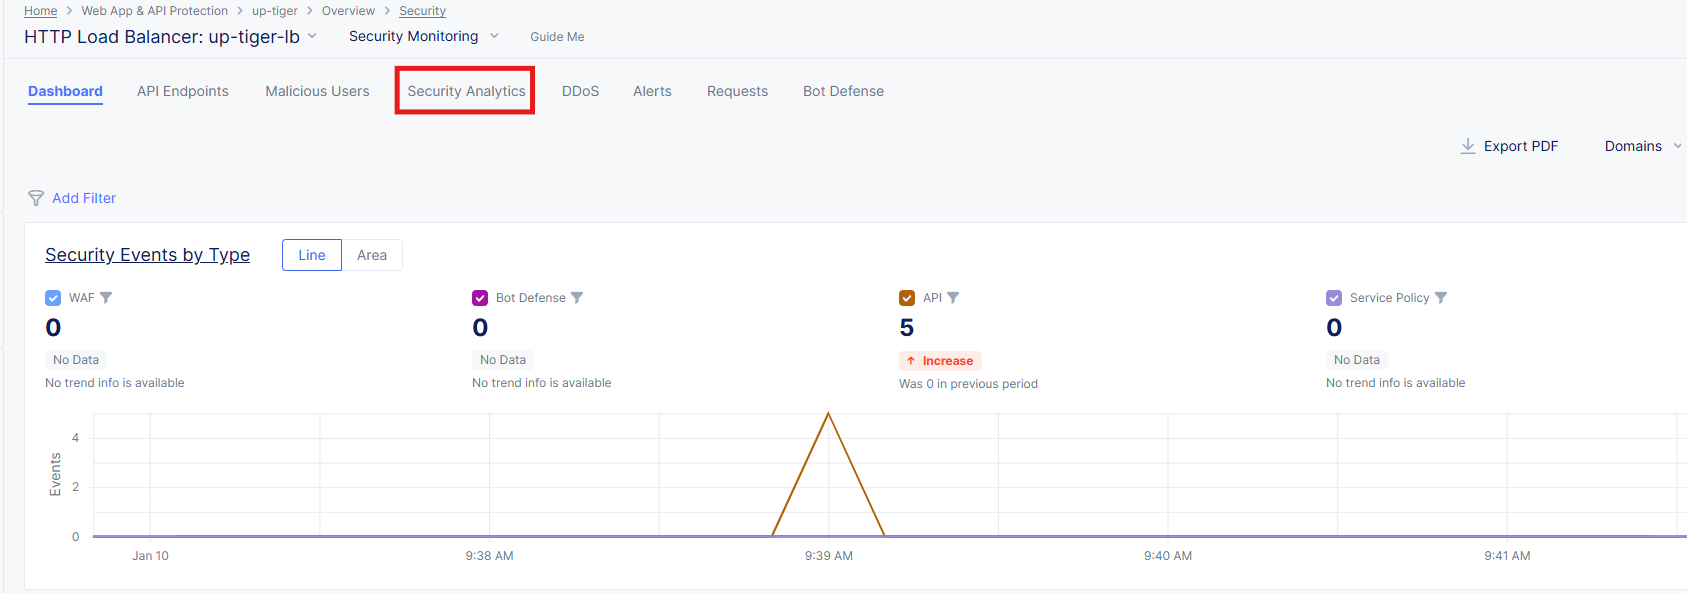 Home > Web App & API Protection > up-tiger > Overview > Security
HTTP Load Balancer: up-tiger-lb Security Monitoring Guide Me
Dashboard API Endpoints Malicious Users Security Analytics DDoS Alerts Requests Bot Defense
Export PDF Domains
Add Filter
Security Events by Type Line Area
WAF Bot Defense API Service Policy
0 0 5 0
No Data No Data ↑ Increase No Data
No trend info is available No trend info is available Was 0 in previous period No trend info is available
Events
4
2
0
Jan 10 9:38 AM 9:39 AM 9:40 AM 9:41 AM